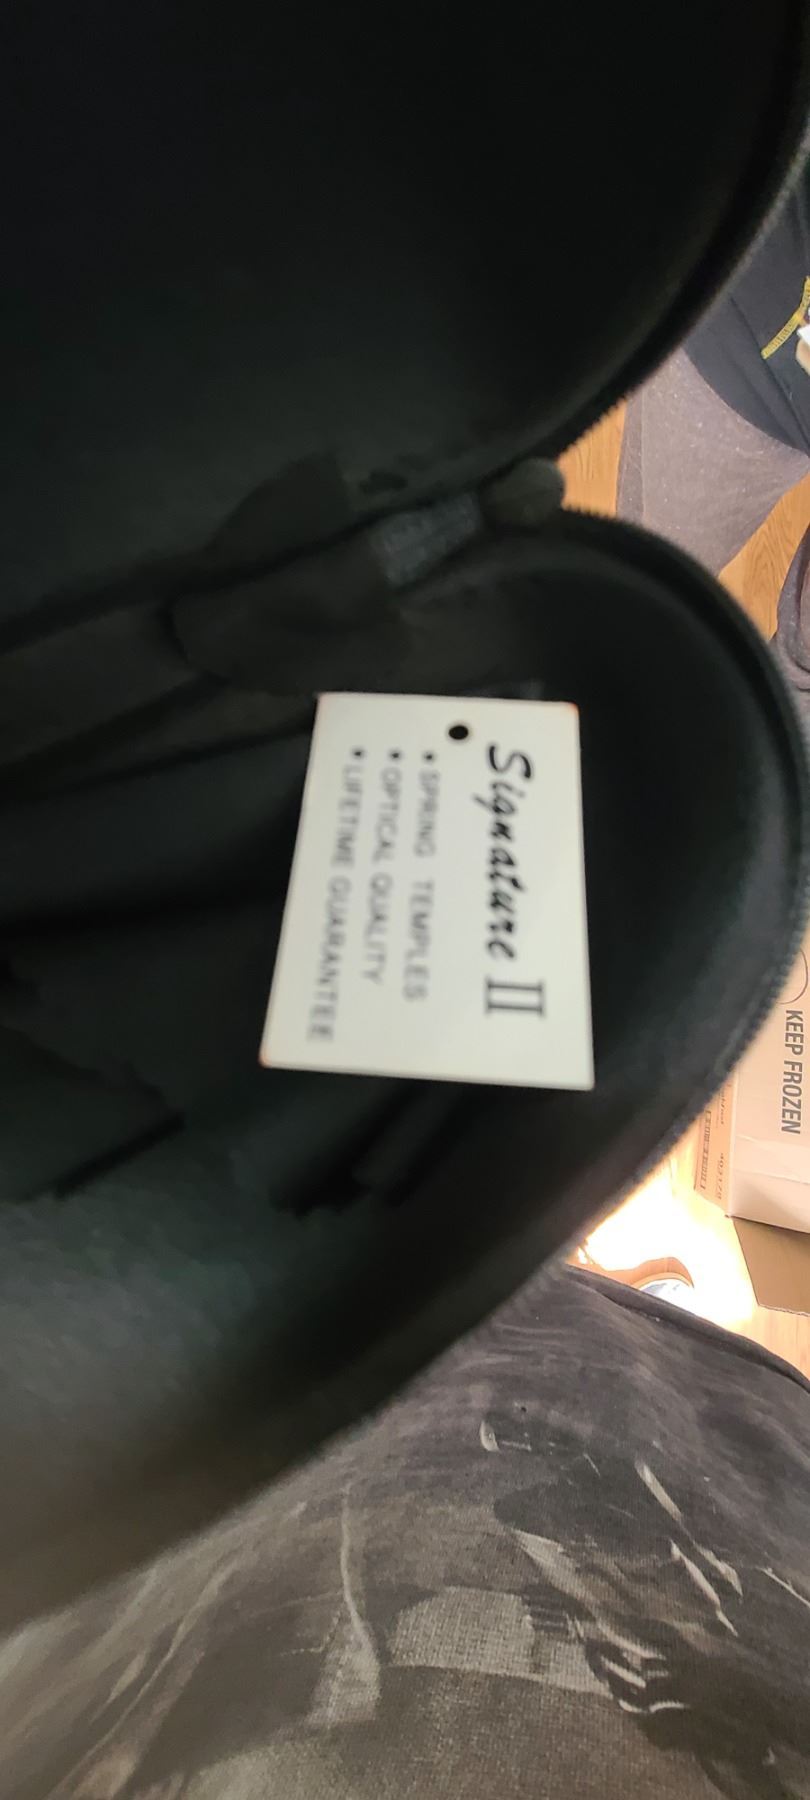 Signature II
• SPRING TEMPLES
• OPTICAL QUALITY
• LIFETIME GUARANTEE
KEEP FROZEN